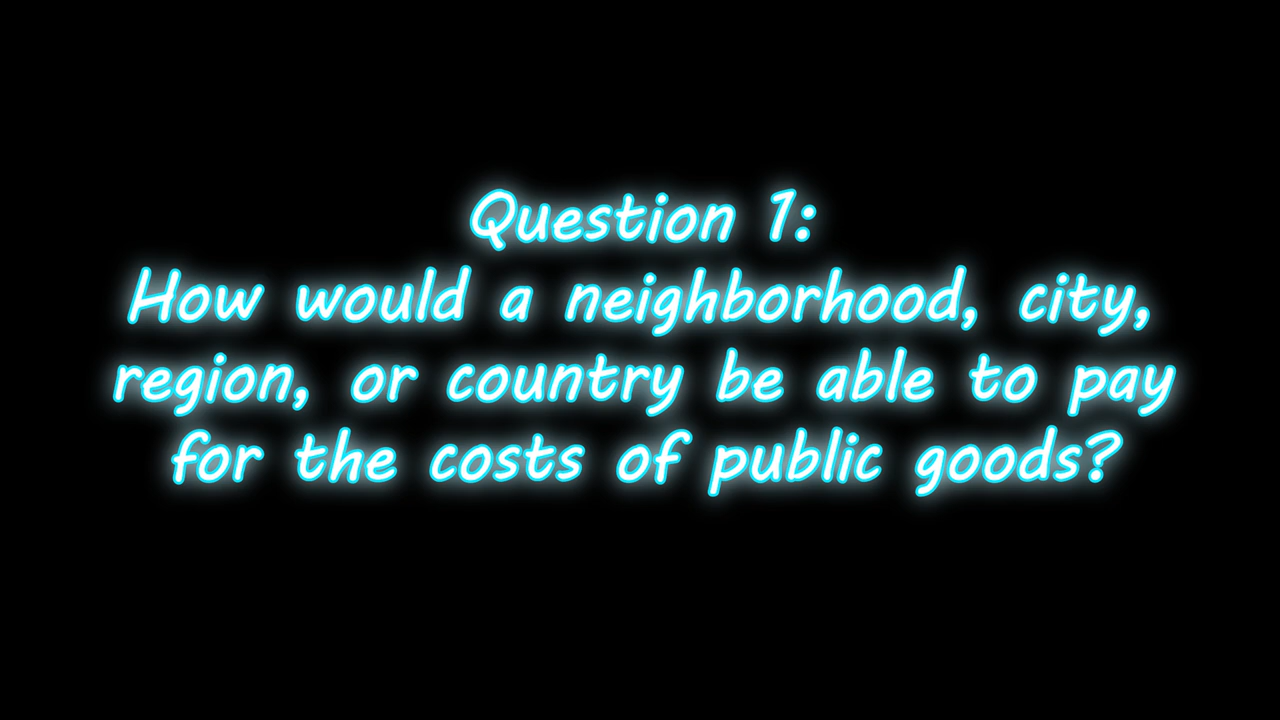 Question 1:
How would a neighborhood, city,
region, or country be able to pay
for the costs of public goods?